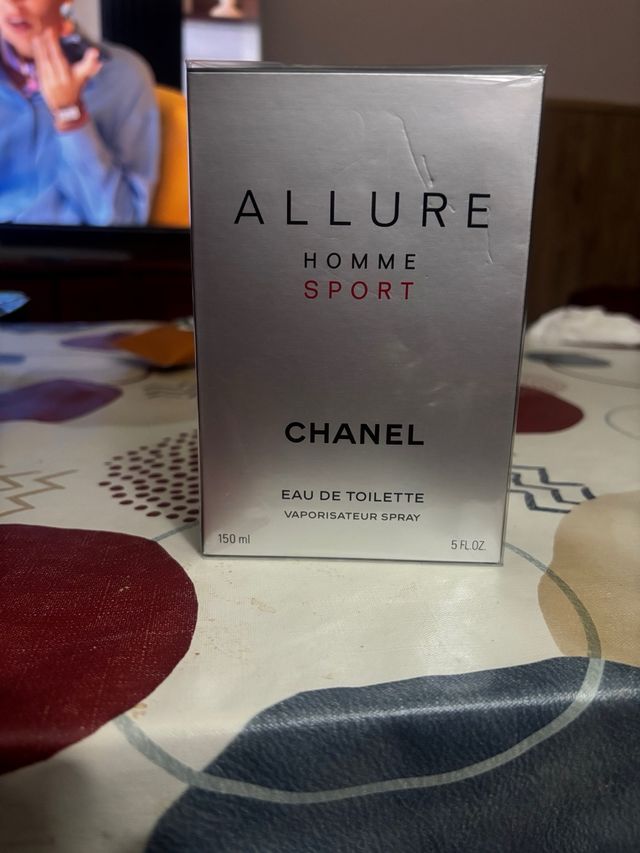 ALLURE
HOMME
SPORT
CHANEL
EAU DE TOILETTE
VAPORISATEUR SPRAY
150 ml 5 FL.OZ.